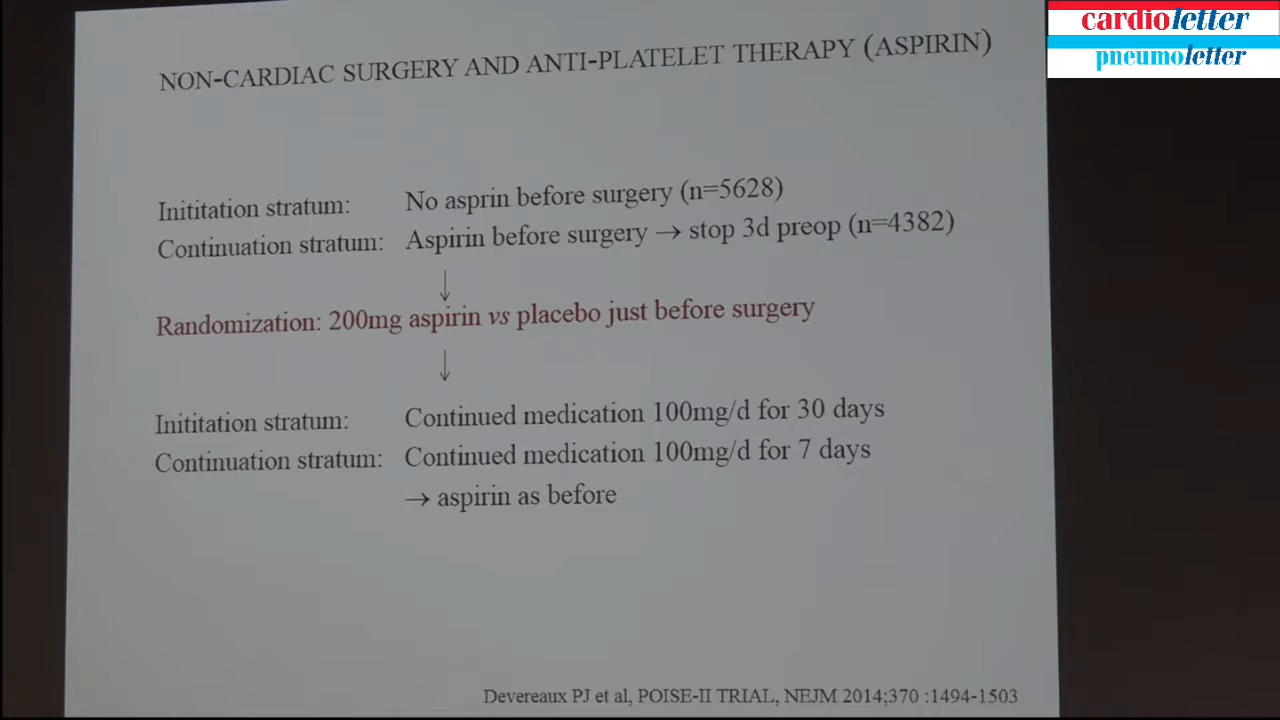 cardioletter
pneumoletter
NON-CARDIAC SURGERY AND ANTI-PLATELET THERAPY (ASPIRIN)
Inititation stratum: No asprin before surgery (n=5628)
Continuation stratum: Aspirin before surgery → stop 3d preop (n=4382)
↓
Randomization: 200mg aspirin vs placebo just before surgery
↓
Inititation stratum: Continued medication 100mg/d for 30 days
Continuation stratum: Continued medication 100mg/d for 7 days
→ aspirin as before
Devereaux PJ et al, POISE-II TRIAL, NEJM 2014;370 :1494-1503